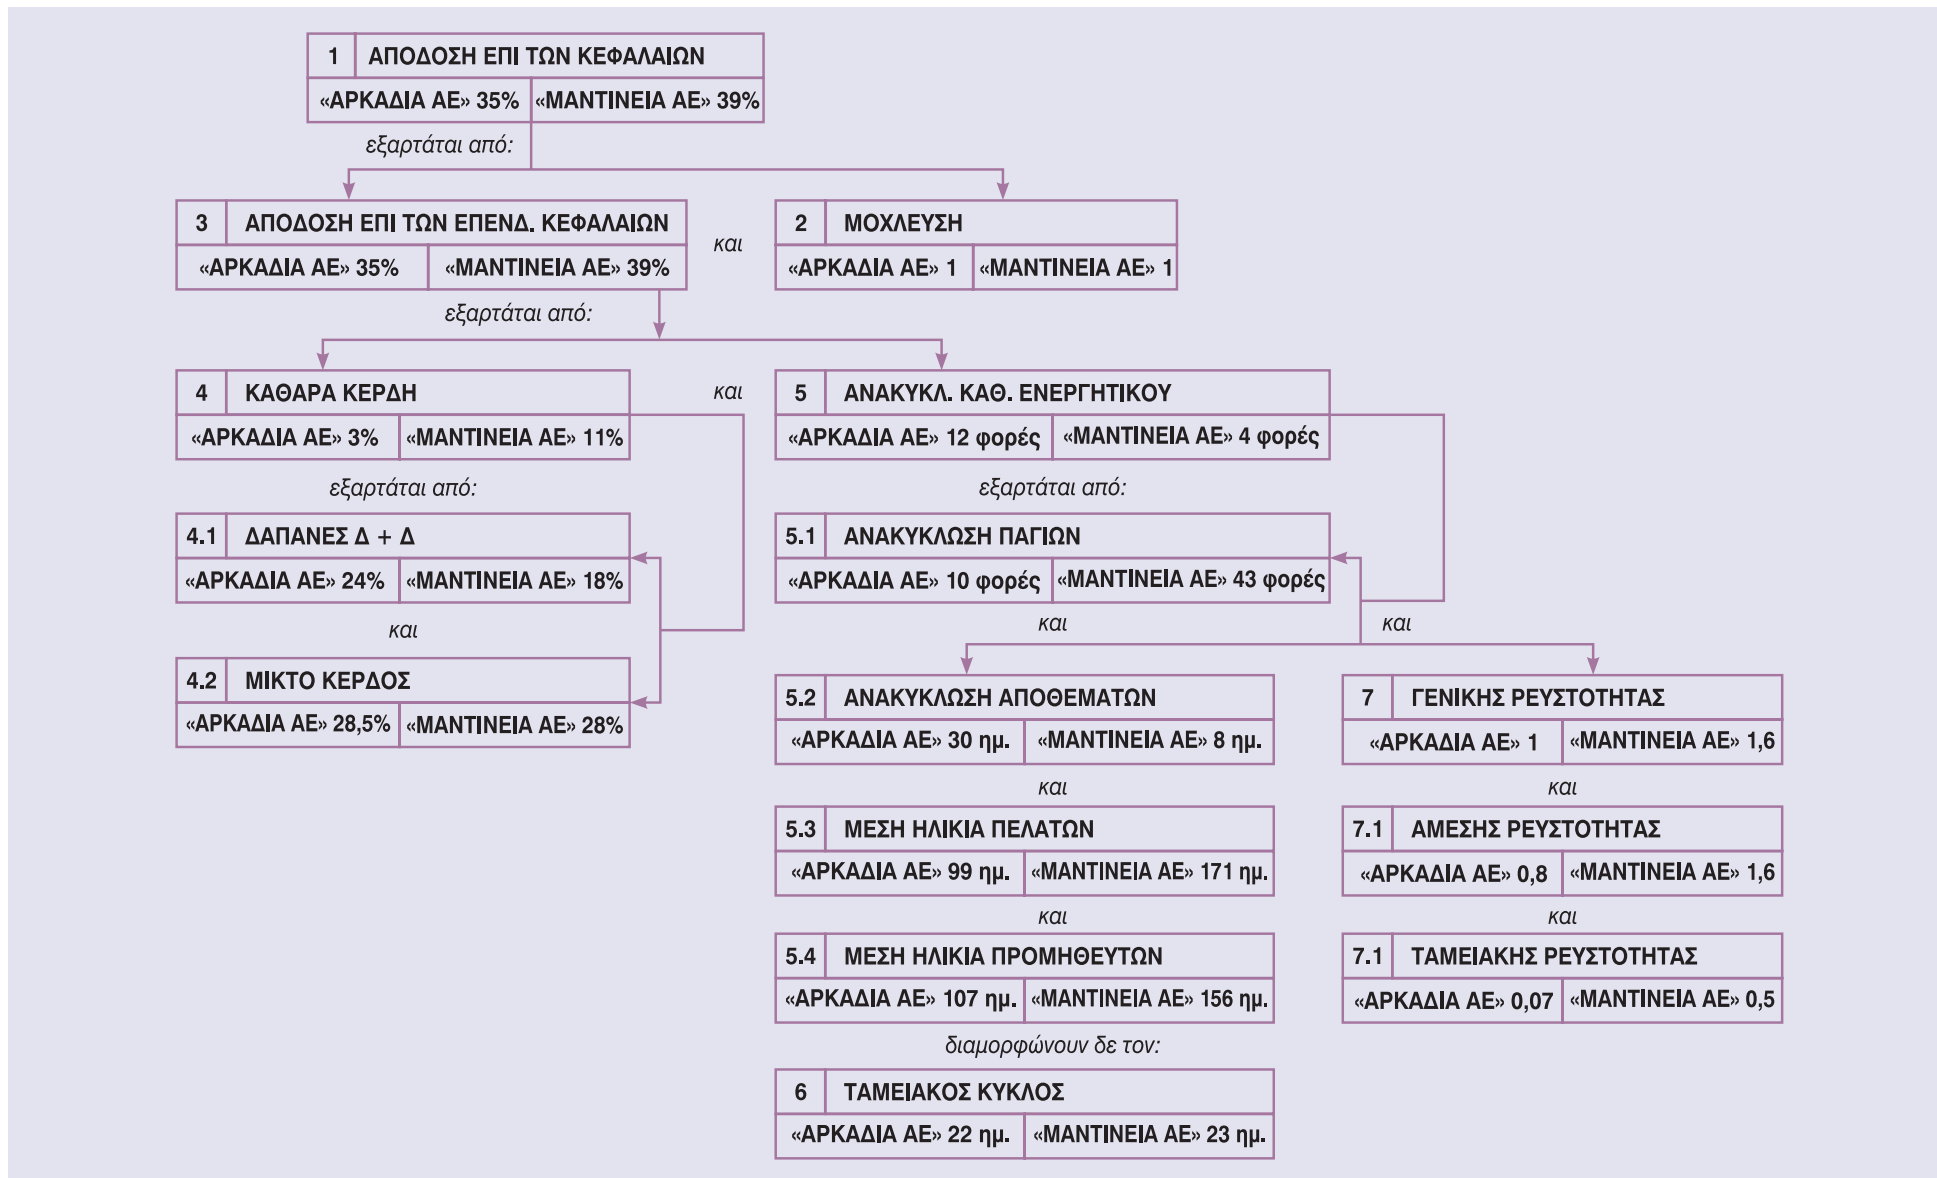 1 ΑΠΟΔΟΣΗ ΕΠΙ ΤΩΝ ΚΕΦΑΛΑΙΩΝ
«ΑΡΚΑΔΙΑ ΑΕ» 35% «ΜΑΝΤΙΝΕΙΑ ΑΕ» 39%
εξαρτάται από:
3 ΑΠΟΔΟΣΗ ΕΠΙ ΤΩΝ ΕΠΕΝΔ. ΚΕΦΑΛΑΙΩΝ
«ΑΡΚΑΔΙΑ ΑΕ» 35% «ΜΑΝΤΙΝΕΙΑ ΑΕ» 39%
και
2 ΜΟΧΛΕΥΣΗ
«ΑΡΚΑΔΙΑ ΑΕ» 1 «ΜΑΝΤΙΝΕΙΑ ΑΕ» 1
εξαρτάται από:
4 ΚΑΘΑΡΑ ΚΕΡΔΗ
«ΑΡΚΑΔΙΑ ΑΕ» 3% «ΜΑΝΤΙΝΕΙΑ ΑΕ» 11%
και
5 ΑΝΑΚΥΚΛ. ΚΑΘ. ΕΝΕΡΓΗΤΙΚΟΥ
«ΑΡΚΑΔΙΑ ΑΕ» 12 φορές «ΜΑΝΤΙΝΕΙΑ ΑΕ» 4 φορές
εξαρτάται από:
4.1 ΔΑΠΑΝΕΣ Δ + Δ
«ΑΡΚΑΔΙΑ ΑΕ» 24% «ΜΑΝΤΙΝΕΙΑ ΑΕ» 18%
και
4.2 ΜΙΚΤΟ ΚΕΡΔΟΣ
«ΑΡΚΑΔΙΑ ΑΕ» 28,5% «ΜΑΝΤΙΝΕΙΑ ΑΕ» 28%
εξαρτάται από:
5.1 ΑΝΑΚΥΚΛΩΣΗ ΠΑΓΙΩΝ
«ΑΡΚΑΔΙΑ ΑΕ» 10 φορές «ΜΑΝΤΙΝΕΙΑ ΑΕ» 43 φορές
και
και
5.2 ΑΝΑΚΥΚΛΩΣΗ ΑΠΟΘΕΜΑΤΩΝ
«ΑΡΚΑΔΙΑ ΑΕ» 30 ημ. «ΜΑΝΤΙΝΕΙΑ ΑΕ» 8 ημ.
και
5.3 ΜΕΣΗ ΗΛΙΚΙΑ ΠΕΛΑΤΩΝ
«ΑΡΚΑΔΙΑ ΑΕ» 99 ημ. «ΜΑΝΤΙΝΕΙΑ ΑΕ» 171 ημ.
και
5.4 ΜΕΣΗ ΗΛΙΚΙΑ ΠΡΟΜΗΘΕΥΤΩΝ
«ΑΡΚΑΔΙΑ ΑΕ» 107 ημ. «ΜΑΝΤΙΝΕΙΑ ΑΕ» 156 ημ.
διαμορφώνουν δε τον:
6 ΤΑΜΕΙΑΚΟΣ ΚΥΚΛΟΣ
«ΑΡΚΑΔΙΑ ΑΕ» 22 ημ. «ΜΑΝΤΙΝΕΙΑ ΑΕ» 23 ημ.
7 ΓΕΝΙΚΗΣ ΡΕΥΣΤΟΤΗΤΑΣ
«ΑΡΚΑΔΙΑ ΑΕ» 1 «ΜΑΝΤΙΝΕΙΑ ΑΕ» 1,6
και
7.1 ΑΜΕΣΗΣ ΡΕΥΣΤΟΤΗΤΑΣ
«ΑΡΚΑΔΙΑ ΑΕ» 0,8 «ΜΑΝΤΙΝΕΙΑ ΑΕ» 1,6
και
7.1 ΤΑΜΕΙΑΚΗΣ ΡΕΥΣΤΟΤΗΤΑΣ
«ΑΡΚΑΔΙΑ ΑΕ» 0,07 «ΜΑΝΤΙΝΕΙΑ ΑΕ» 0,5